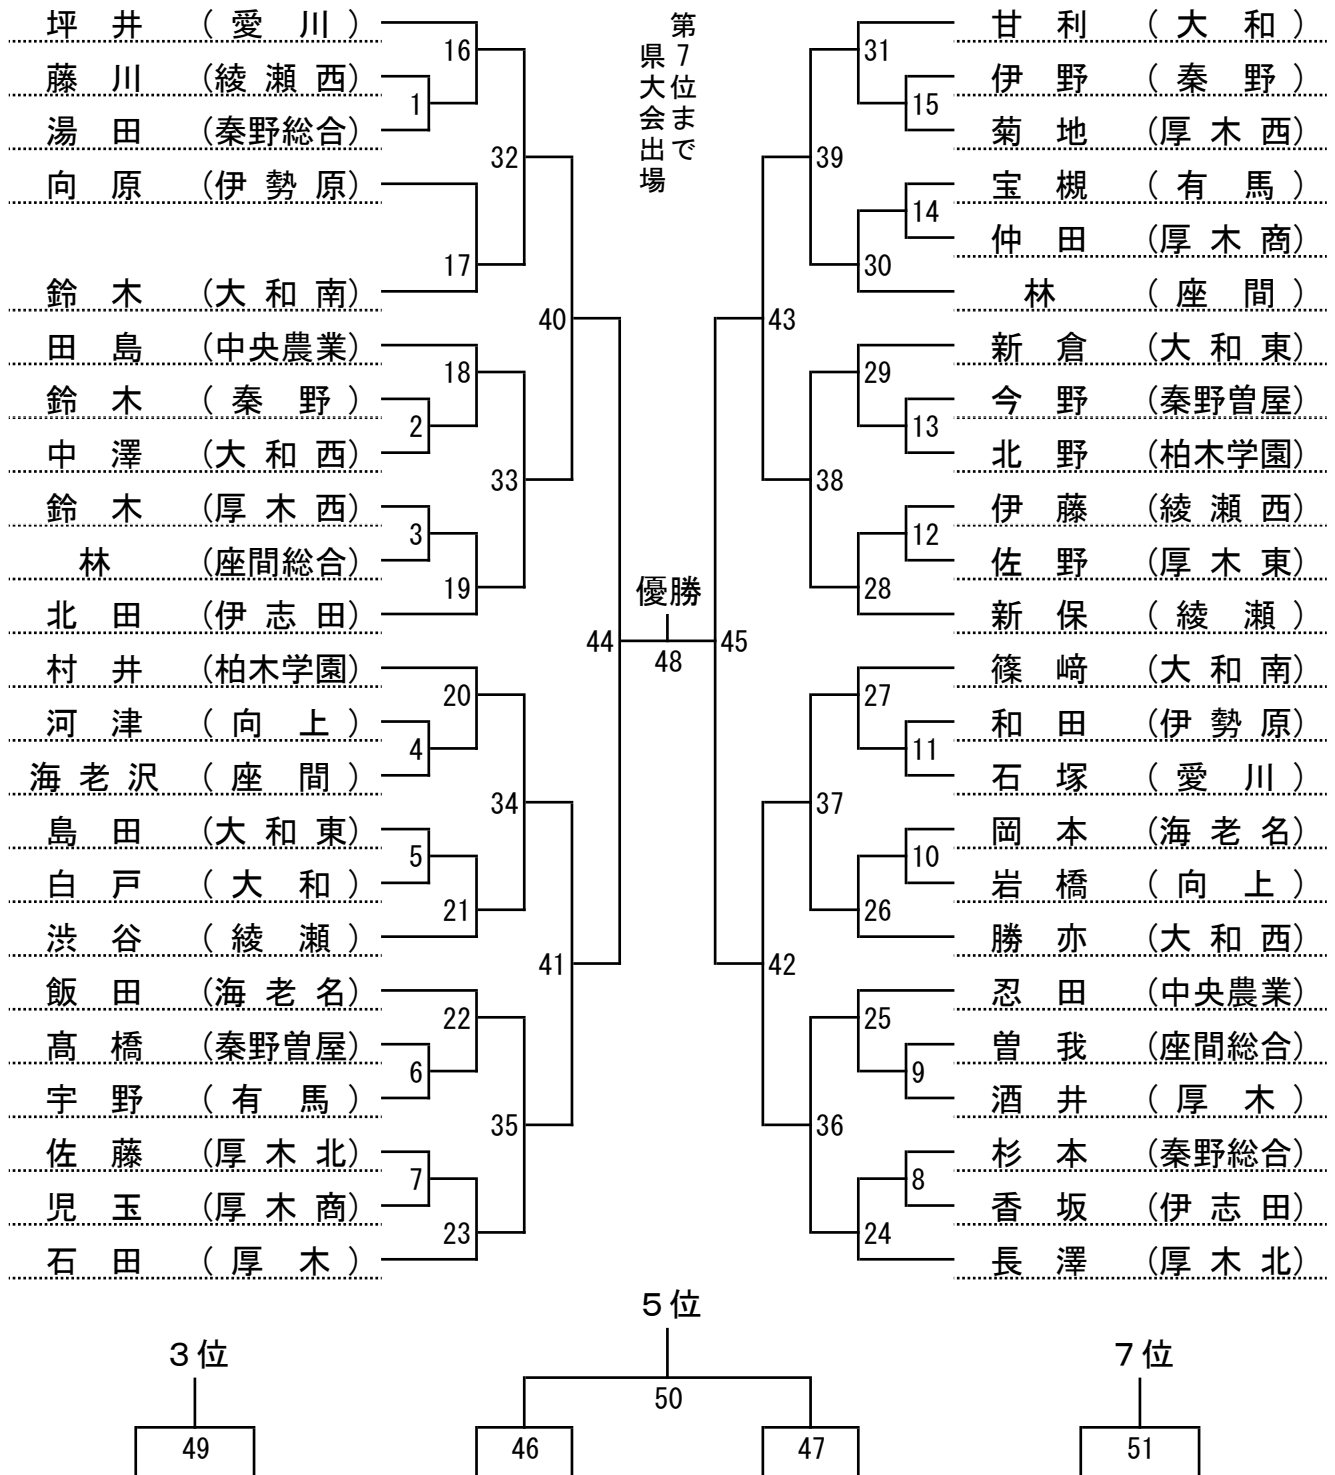 第7位まで
県大会出場
坪井 （愛川）
藤川 （綾瀬西）
湯田 （秦野総合）
向原 （伊勢原）
鈴木 （大和南）
田島 （中央農業）
鈴木 （秦野）
中澤 （大和西）
鈴木 （厚木西）
林 （座間総合）
北田 （伊志田）
村井 （柏木学園）
河津 （向上）
海老沢 （座間）
島田 （大和東）
白戸 （大和）
渋谷 （綾瀬）
飯田 （海老名）
髙橋 （秦野曽屋）
宇野 （有馬）
佐藤 （厚木北）
児玉 （厚木商）
石田 （厚木）
16
1
32
17
40
18
2
33
3
19
44
20
4
34
5
21
41
22
6
35
7
23
優勝
48
甘利 （大和）
伊野 （秦野）
菊地 （厚木西）
宝槻 （有馬）
仲田 （厚木商）
林 （座間）
新倉 （大和東）
今野 （秦野曽屋）
北野 （柏木学園）
伊藤 （綾瀬西）
佐野 （厚木東）
新保 （綾瀬）
篠﨑 （大和南）
和田 （伊勢原）
石塚 （愛川）
岡本 （海老名）
岩橋 （向上）
勝亦 （大和西）
忍田 （中央農業）
曽我 （座間総合）
酒井 （厚木）
杉本 （秦野総合）
香坂 （伊志田）
長澤 （厚木北）
31
15
39
14
30
43
29
13
38
12
28
45
27
11
37
10
26
42
25
9
36
8
24
5位
3位
7位
50
49
46
47
51